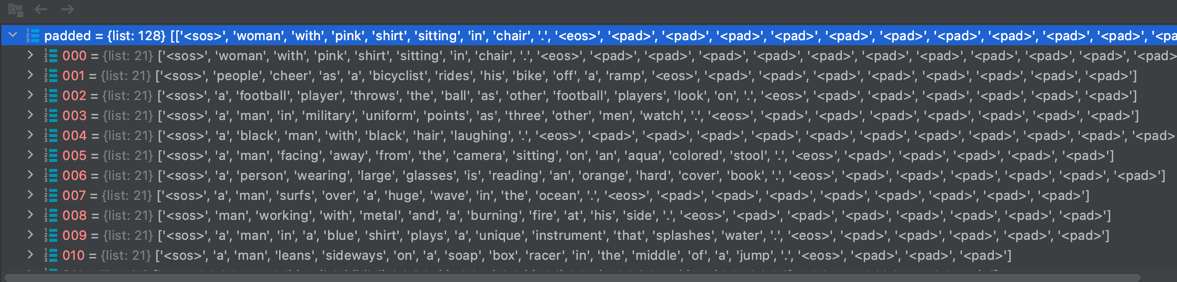 padded = {list: 128} [['<sos>', 'woman', 'with', 'pink', 'shirt', 'sitting', 'in', 'chair', '.', '<eos>', '<pad>', '<pad>', '<pad>', '<pad>', '<pad>', '<pad>', '<pad>', '<pad>', '<pad>', '<pad>', '<pa
000 = {list: 21} ['<sos>', 'woman', 'with', 'pink', 'shirt', 'sitting', 'in', 'chair', '.', '<eos>', '<pad>', '<pad>', '<pad>', '<pad>', '<pad>', '<pad>', '<pad>', '<pad>', '<pad>', '<pad>', '<pad>
001 = {list: 21} ['<sos>', 'people', 'cheer', 'as', 'a', 'bicyclist', 'rides', 'his', 'bike', 'off', 'a', 'ramp', '<eos>', '<pad>', '<pad>', '<pad>', '<pad>', '<pad>', '<pad>', '<pad>', '<pad>']
002 = {list: 21} ['<sos>', 'a', 'football', 'player', 'throws', 'the', 'ball', 'as', 'other', 'football', 'players', 'look', 'on', '.', '<eos>', '<pad>', '<pad>', '<pad>', '<pad>', '<pad>', '<pad>']
003 = {list: 21} ['<sos>', 'a', 'man', 'in', 'military', 'uniform', 'points', 'as', 'three', 'other', 'men', 'watch', '.', '<eos>', '<pad>', '<pad>', '<pad>', '<pad>', '<pad>', '<pad>', '<pad>']
004 = {list: 21} ['<sos>', 'a', 'black', 'man', 'with', 'black', 'hair', 'laughing', '.', '<eos>', '<pad>', '<pad>', '<pad>', '<pad>', '<pad>', '<pad>', '<pad>', '<pad>', '<pad>', '<pad>', '<pad>
005 = {list: 21} ['<sos>', 'a', 'man', 'facing', 'away', 'from', 'the', 'camera', 'sitting', 'on', 'an', 'aqua', 'colored', 'stool', '.', '<eos>', '<pad>', '<pad>', '<pad>', '<pad>', '<pad>']
006 = {list: 21} ['<sos>', 'a', 'person', 'wearing', 'large', 'glasses', 'is', 'reading', 'an', 'orange', 'hard', 'cover', 'book', '.', '<eos>', '<pad>', '<pad>', '<pad>', '<pad>', '<pad>', '<pad>']
007 = {list: 21} ['<sos>', 'a', 'man', 'surfs', 'over', 'a', 'huge', 'wave', 'in', 'the', 'ocean', '.', '<eos>', '<pad>', '<pad>', '<pad>', '<pad>', '<pad>', '<pad>', '<pad>', '<pad>']
008 = {list: 21} ['<sos>', 'man', 'working', 'with', 'metal', 'and', 'a', 'burning', 'fire', 'at', 'his', 'side', '.', '<eos>', '<pad>', '<pad>', '<pad>', '<pad>', '<pad>', '<pad>', '<pad>']
009 = {list: 21} ['<sos>', 'a', 'man', 'in', 'a', 'blue', 'shirt', 'plays', 'a', 'unique', 'instrument', 'that', 'splashes', 'water', '.', '<eos>', '<pad>', '<pad>', '<pad>', '<pad>', '<pad>']
010 = {list: 21} ['<sos>', 'a', 'man', 'leans', 'sideways', 'on', 'a', 'soap', 'box', 'racer', 'in', 'the', 'middle', 'of', 'a', 'jump', '.', '<eos>', '<pad>', '<pad>', '<pad>']